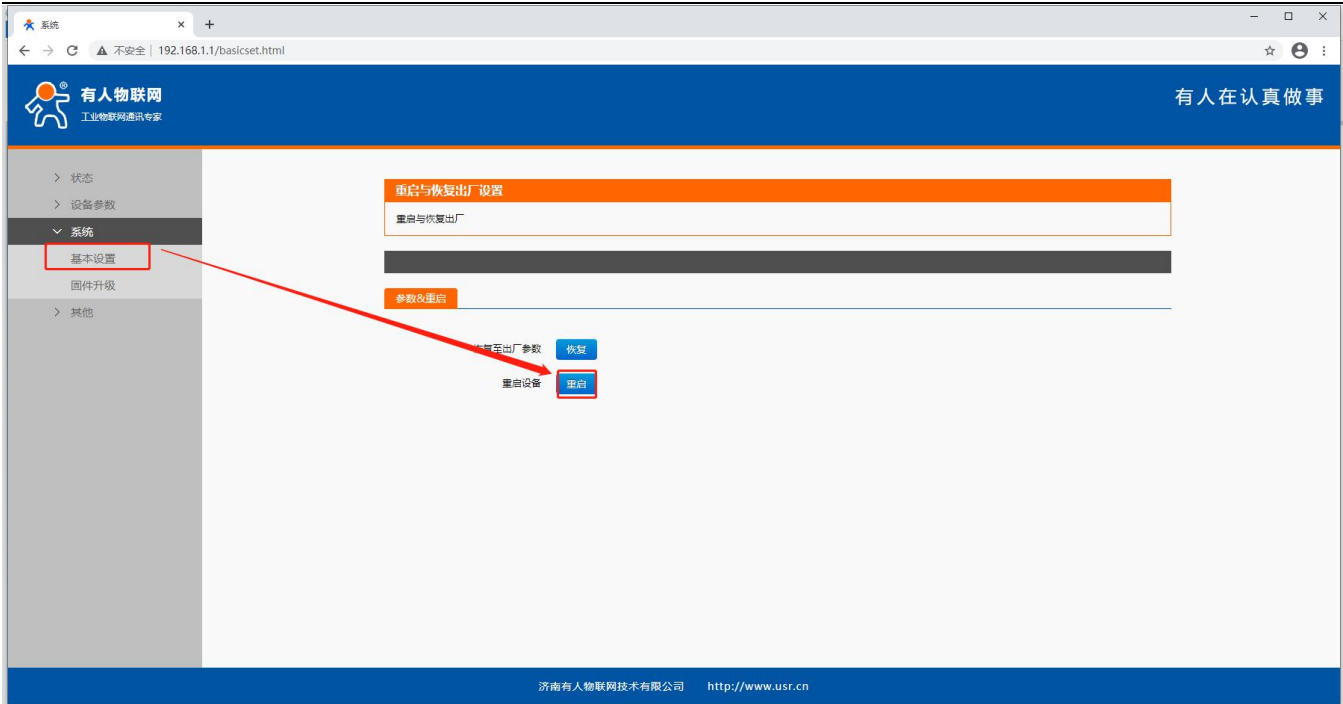 系统
不安全 | 192.168.1.1/basicset.html
有人物联网
工业物联网通讯专家
有人在认真做事
状态
设备参数
系统
基本设置
固件升级
其他
重启与恢复出厂设置
重启与恢复出厂
参数&重启
恢复至出厂参数 恢复
重启设备 重启
济南有人物联网技术有限公司 http://www.usr.cn